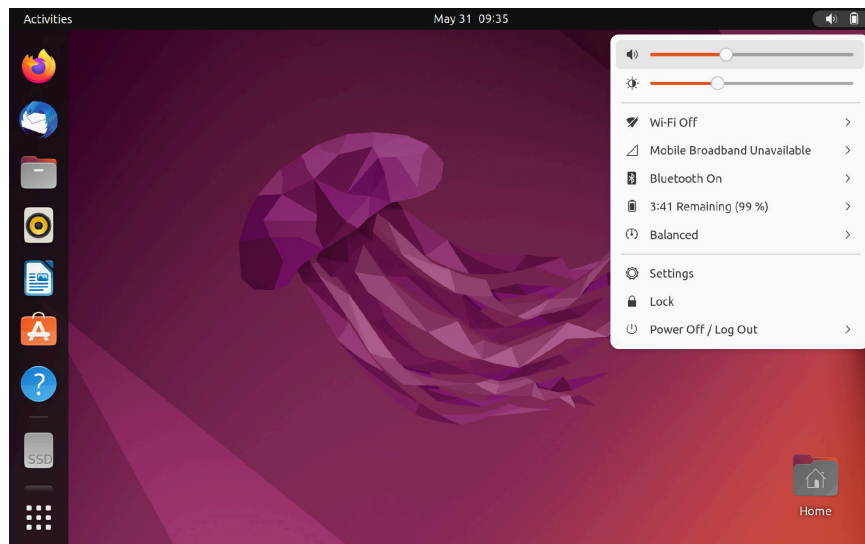 Activities
May 31 09:35
Wi-Fi Off
Mobile Broadband Unavailable
Bluetooth On
3:41 Remaining (99 %)
Balanced
Settings
Lock
Power Off / Log Out
SSD
Home